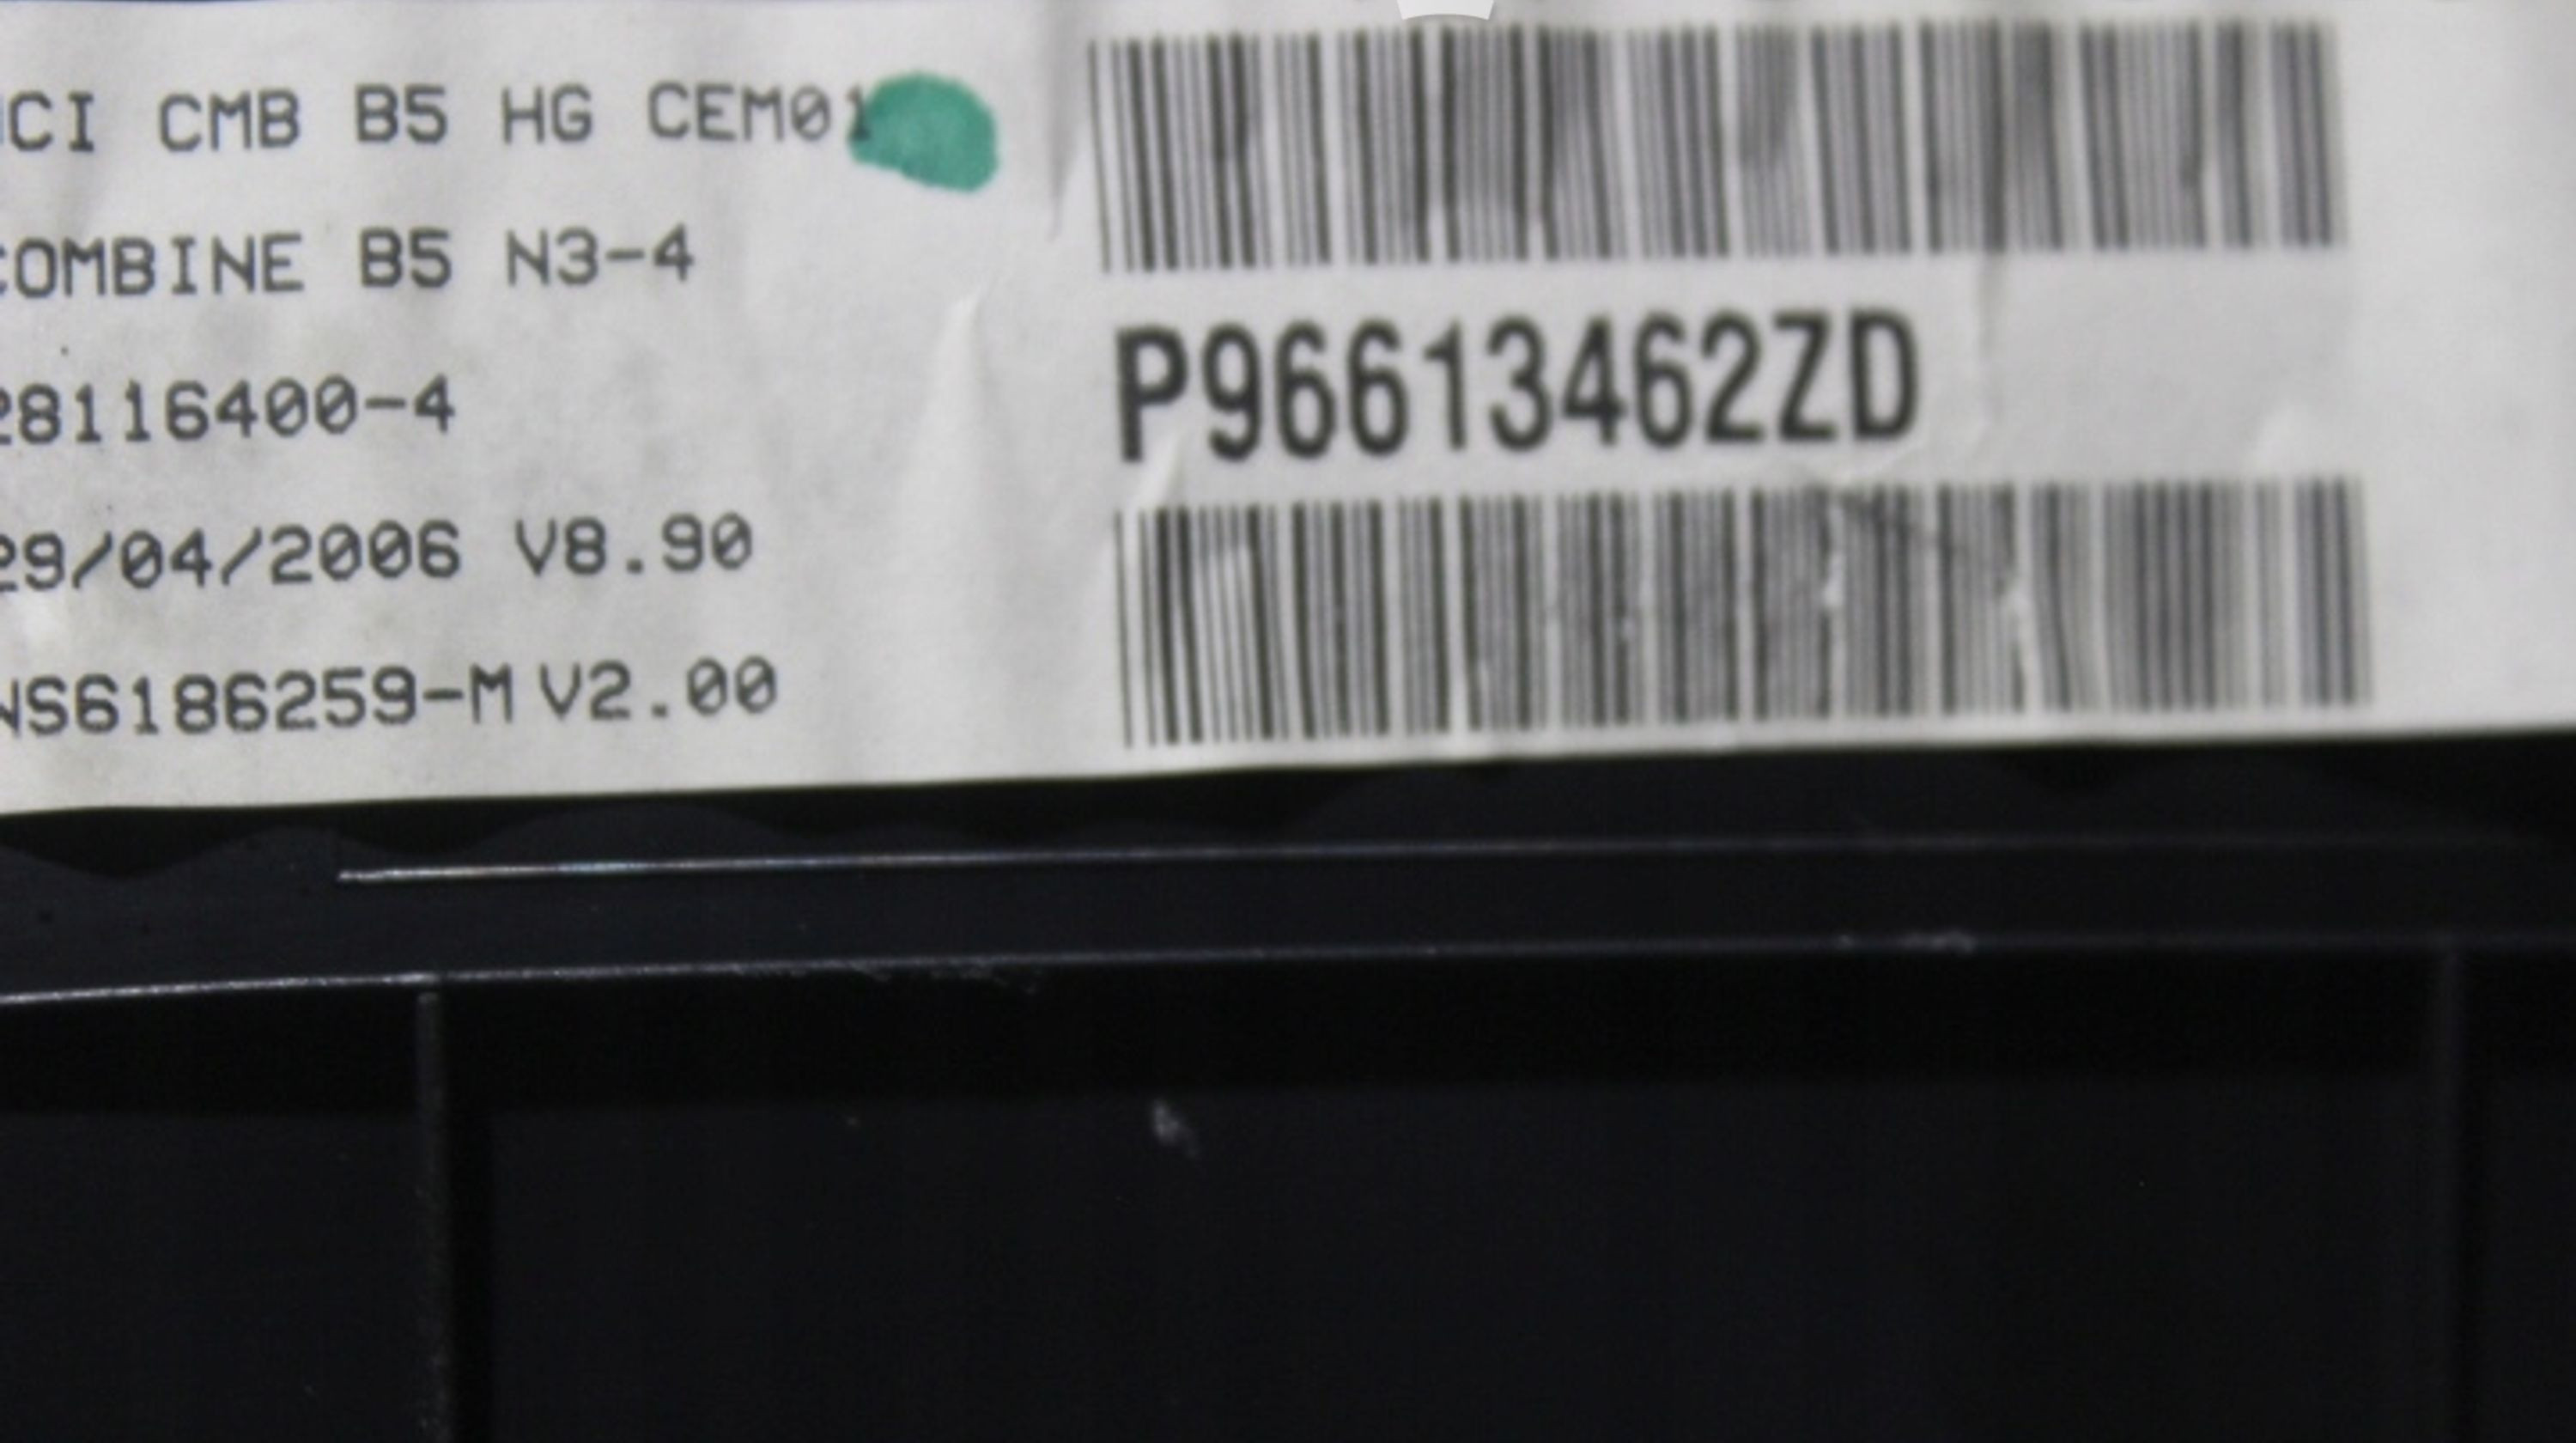 CI CMB B5 HG CEM01
COMBINE B5 N3-4
28116400-4
29/04/2006 V8.90
NS6186259-M V2.00
P96613462ZD